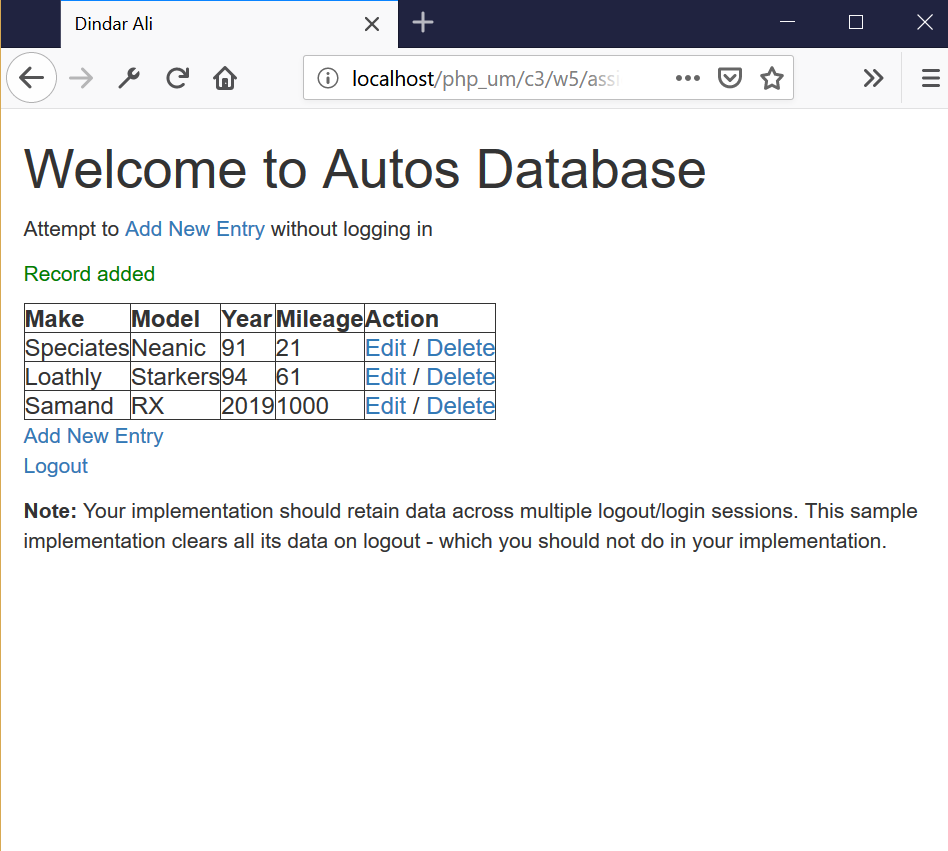 Dindar Ali
localhost/php_um/c3/w5/assi
Welcome to Autos Database
Attempt to Add New Entry without logging in
Record added
Make Model Year Mileage Action
Speciates Neanic 91 21 Edit / Delete
Loathly Starkers 94 61 Edit / Delete
Samand RX 2019 1000 Edit / Delete
Add New Entry
Logout
Note: Your implementation should retain data across multiple logout/login sessions. This sample
implementation clears all its data on logout - which you should not do in your implementation.